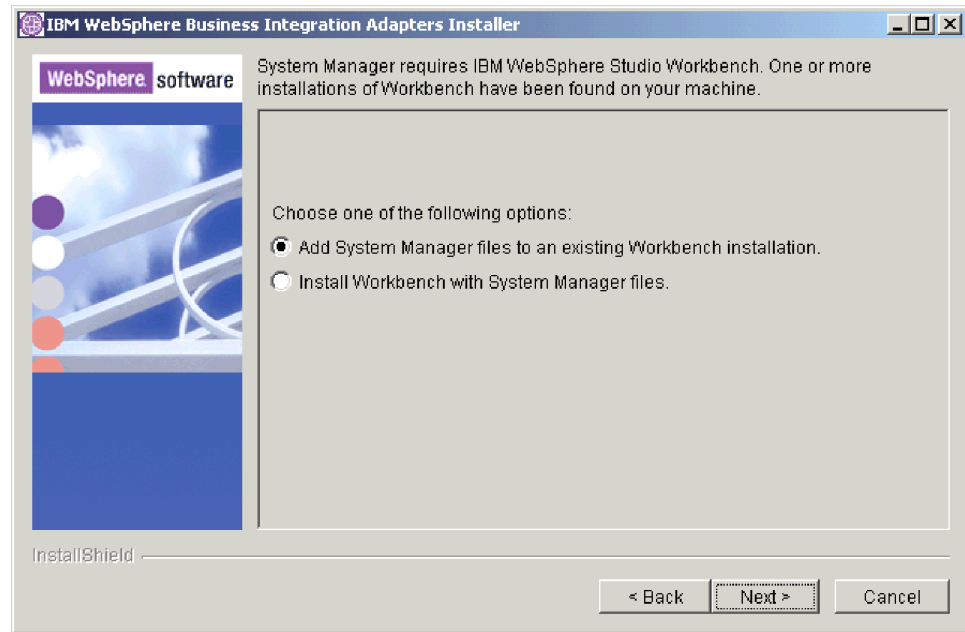 IBM WebSphere Business Integration Adapters Installer
WebSphere. software
System Manager requires IBM WebSphere Studio Workbench. One or more
installations of Workbench have been found on your machine.
Choose one of the following options:
Add System Manager files to an existing Workbench installation.
Install Workbench with System Manager files.
InstallShield
< Back
Next >
Cancel